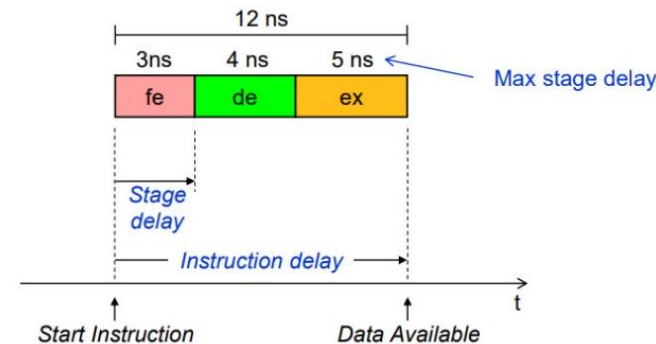 12 ns
3ns 4 ns 5 ns
Max stage delay
fe de ex
Stage
delay
Instruction delay
t
Start Instruction Data Available